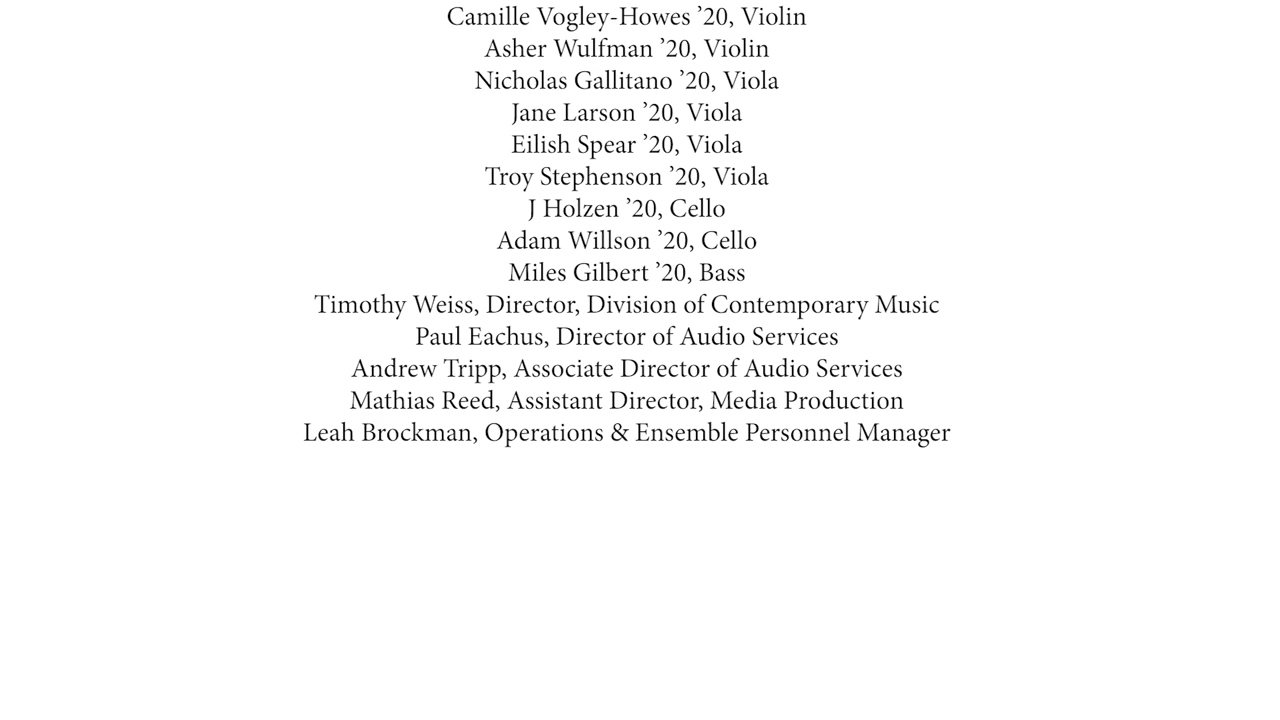 Camille Vogley-Howes ’20, Violin
Asher Wulfman ’20, Violin
Nicholas Gallitano ’20, Viola
Jane Larson ’20, Viola
Eilish Spear ’20, Viola
Troy Stephenson ’20, Viola
J Holzen ’20, Cello
Adam Willson ’20, Cello
Miles Gilbert ’20, Bass
Timothy Weiss, Director, Division of Contemporary Music
Paul Eachus, Director of Audio Services
Andrew Tripp, Associate Director of Audio Services
Mathias Reed, Assistant Director, Media Production
Leah Brockman, Operations & Ensemble Personnel Manager